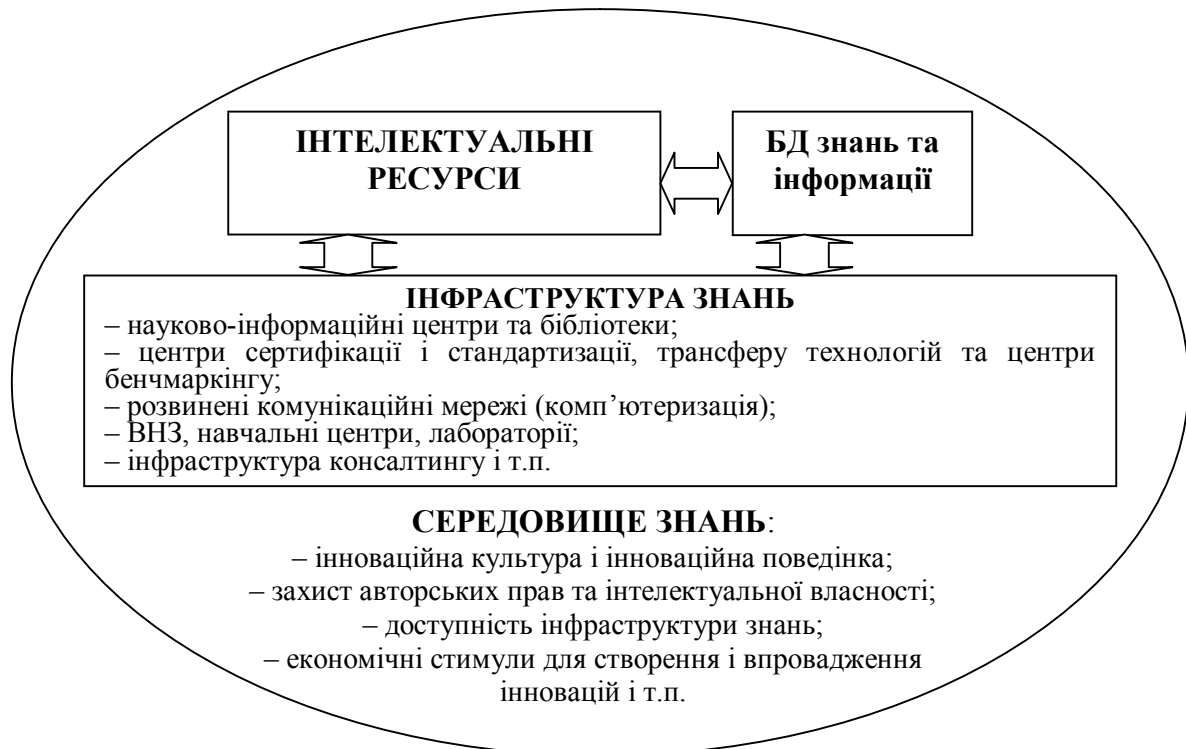 ІНТЕЛЕКТУАЛЬНІ
РЕСУРСИ
БД знань та
інформації
ІНФРАСТРУКТУРА ЗНАНЬ
– науково-інформаційні центри та бібліотеки;
– центри сертифікації і стандартизації, трансферу технологій та центри
бенчмаркінгу;
– розвинені комунікаційні мережі (комп’ютеризація);
– ВНЗ, навчальні центри, лабораторії;
– інфраструктура консалтингу і т.п.
СЕРЕДОВИЩЕ ЗНАНЬ:
– інноваційна культура і інноваційна поведінка;
– захист авторських прав та інтелектуальної власності;
– доступність інфраструктури знань;
– економічні стимули для створення і впровадження
інновацій і т.п.